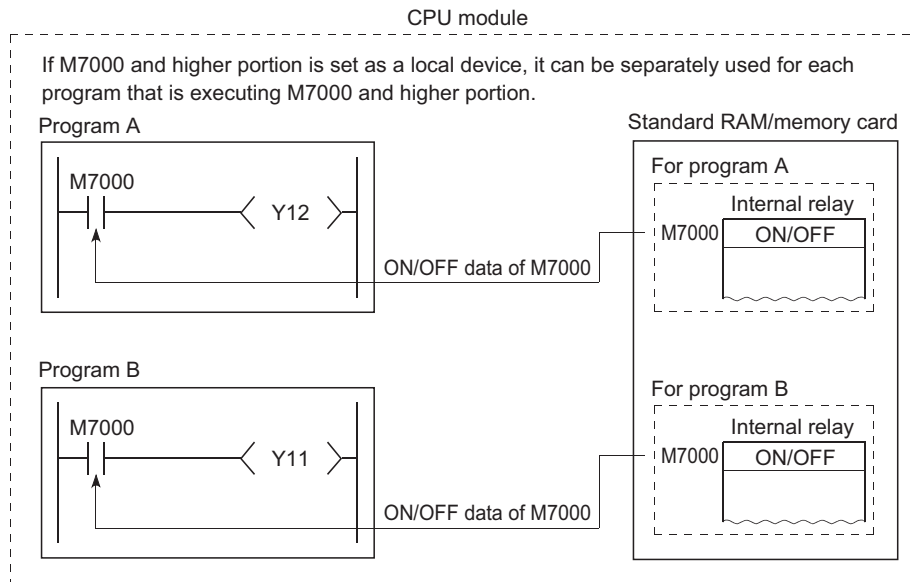 CPU module
If M7000 and higher portion is set as a local device, it can be separately used for each
program that is executing M7000 and higher portion.
Program A
Standard RAM/memory card
For program A
M7000
Internal relay
Y12
M7000
ON/OFF
ON/OFF data of M7000
Program B
For program B
M7000
Internal relay
Y11
M7000
ON/OFF
ON/OFF data of M7000